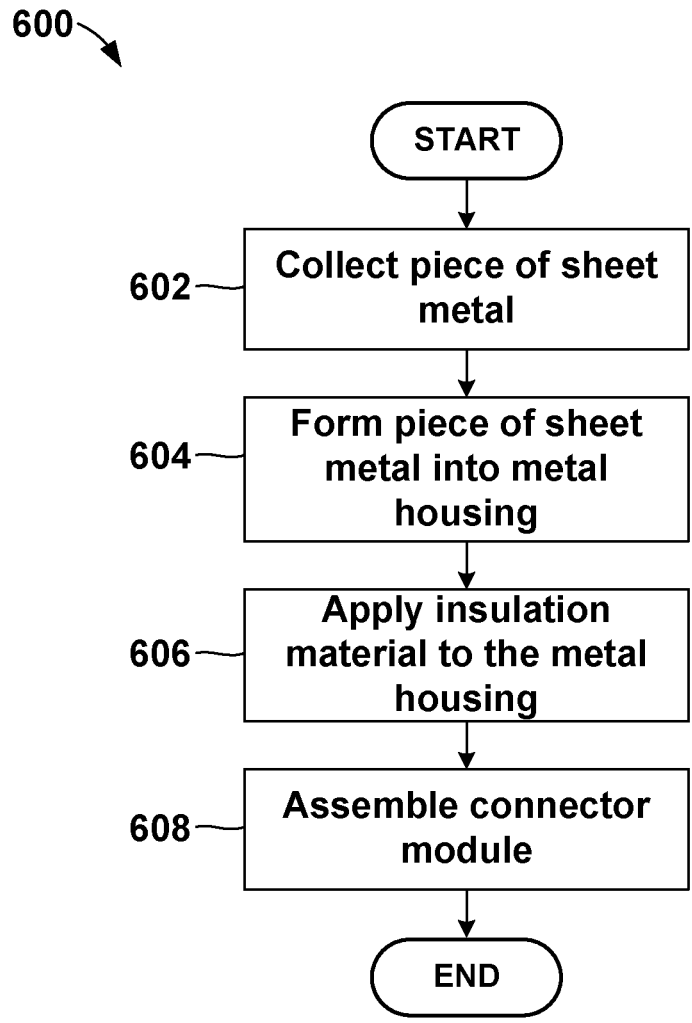 600
START
602
Collect piece of sheet
metal
604
Form piece of sheet
metal into metal
housing
606
Apply insulation
material to the metal
housing
608
Assemble connector
module
END